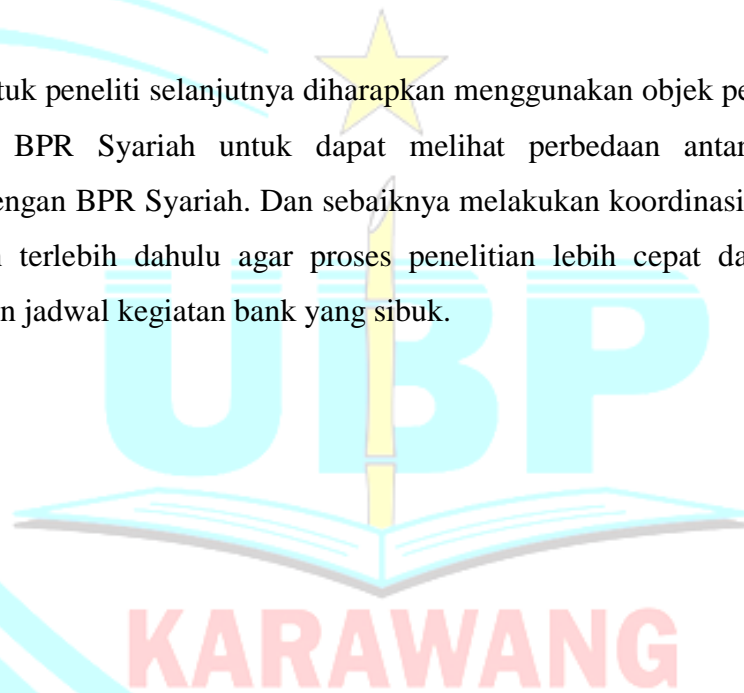 tuk peneliti selanjutnya diharapkan menggunakan objek pe
BPR Syariah untuk dapat melihat perbedaan antar
engan BPR Syariah. Dan sebaiknya melakukan koordinasi
terlebih dahulu agar proses penelitian lebih cepat da
n jadwal kegiatan bank yang sibuk.
UBP
KARAWANG